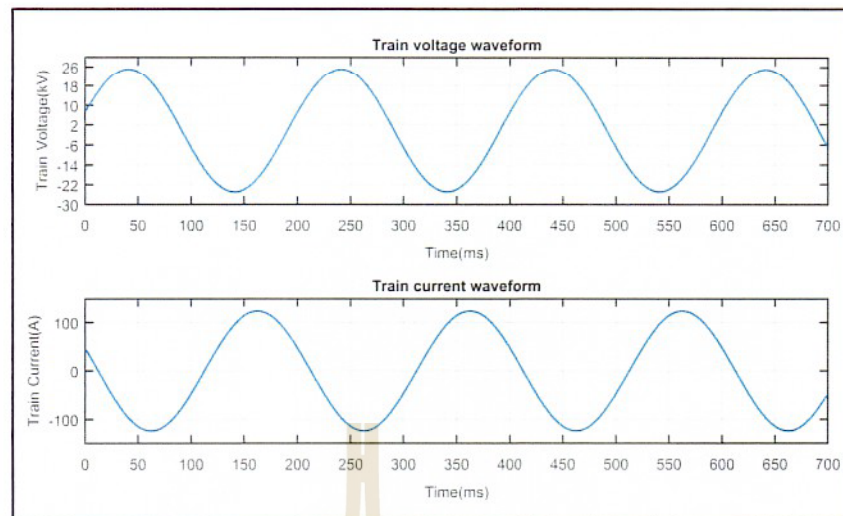 Train voltage waveform
Train Voltage(kV)
26
18
10
2
-6
-14
-22
-30
0 50 100 150 200 250 300 350 400 450 500 550 600 650 700
Time(ms)
Train current waveform
Train Current(A)
100
0
-100
0 50 100 150 200 250 300 350 400 450 500 550 600 650 700
Time(ms)